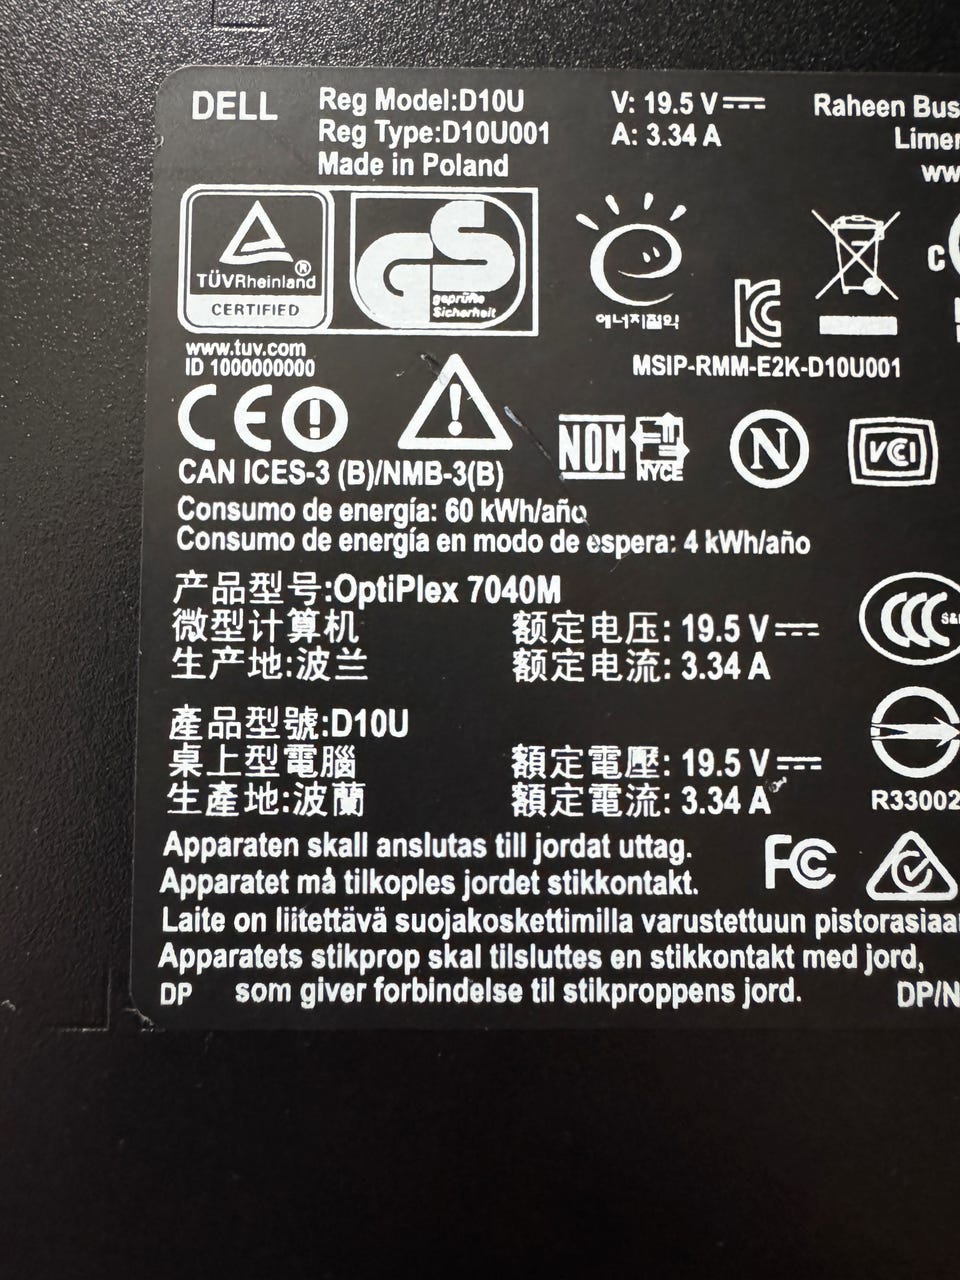 DELL
Reg Model:D10U
Reg Type:D10U001
Made in Poland
V: 19.5 V⎓
A: 3.34 A
Raheen Bus
Limer
ww
TÜVRheinland®
CERTIFIED
GS
geprüfte
Sicherheit
에너지절약
www.tuv.com
ID 1000000000
MSIP-RMM-E2K-D10U001
CE
NOM
NYCE
N
VCI
CAN ICES-3 (B)/NMB-3(B)
Consumo de energía: 60 kWh/año
Consumo de energía en modo de espera: 4 kWh/año
产品型号:OptiPlex 7040M
微型计算机
额定电压: 19.5 V⎓
生产地:波兰
额定电流: 3.34 A
CCC
S&E
產品型號:D10U
桌上型電腦
額定電壓: 19.5 V⎓
生產地:波蘭
額定電流: 3.34 A
R33002
Apparaten skall anslutas till jordat uttag.
Apparatet må tilkoples jordet stikkontakt.
FC
Laite on liitettävä suojakoskettimilla varustettuun pistorasiaan
Apparatets stikprop skal tilsluttes en stikkontakt med jord,
DP som giver forbindelse til stikproppens jord.
DP/N